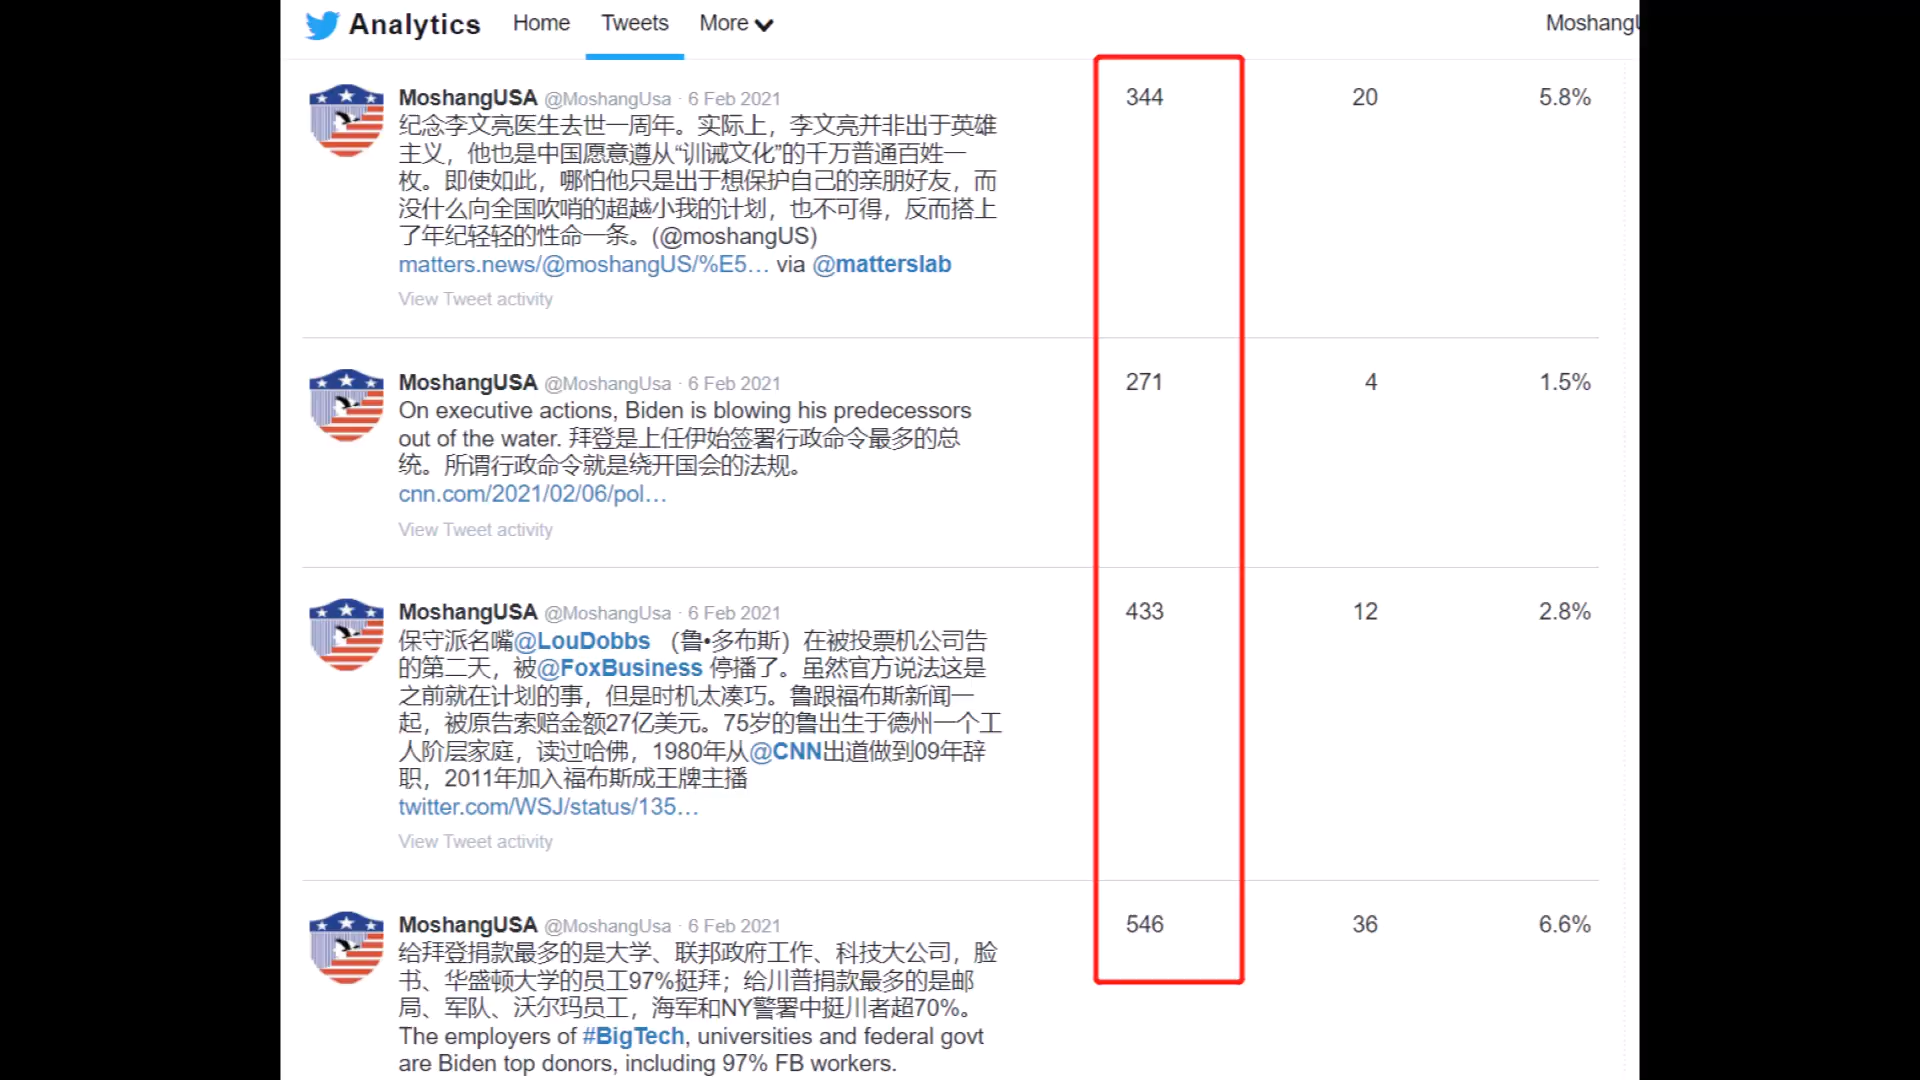 Analytics Home Tweets More MoshangU
MoshangUSA @MoshangUsa · 6 Feb 2021 344 20 5.8%
纪念李文亮医生去世一周年。实际上，李文亮并非出于英雄
主义，他也是中国愿意遵从“训诫文化”的千万普通百姓一
枚。即使如此，哪怕他只是出于想保护自己的亲朋好友，而
没什么向全国吹哨的超越小我的计划，也不可得，反而搭上
了年纪轻轻的性命一条。(@moshangUS)
matters.news/@moshangUS/%E5… via @matterslab
View Tweet activity
MoshangUSA @MoshangUsa · 6 Feb 2021 271 4 1.5%
On executive actions, Biden is blowing his predecessors
out of the water. 拜登是上任伊始签署行政命令最多的总
统。所谓行政命令就是绕开国会的法规。
cnn.com/2021/02/06/pol…
View Tweet activity
MoshangUSA @MoshangUsa · 6 Feb 2021 433 12 2.8%
保守派名嘴@LouDobbs （鲁•多布斯）在被投票机公司告
的第二天，被@FoxBusiness 停播了。虽然官方说法这是
之前就在计划的事，但是时机太凑巧。鲁跟福布斯新闻一
起，被原告索赔金额27亿美元。75岁的鲁出生于德州一个工
人阶层家庭，读过哈佛，1980年从@CNN出道做到09年辞
职，2011年加入福布斯成王牌主播
twitter.com/WSJ/status/135…
View Tweet activity
MoshangUSA @MoshangUsa · 6 Feb 2021 546 36 6.6%
给拜登捐款最多的是大学、联邦政府工作、科技大公司，脸
书、华盛顿大学的员工97%挺拜；给川普捐款最多的是邮
局、军队、沃尔玛员工，海军和NY警署中挺川者超70%。
The employers of #BigTech, universities and federal govt
are Biden top donors, including 97% FB workers.